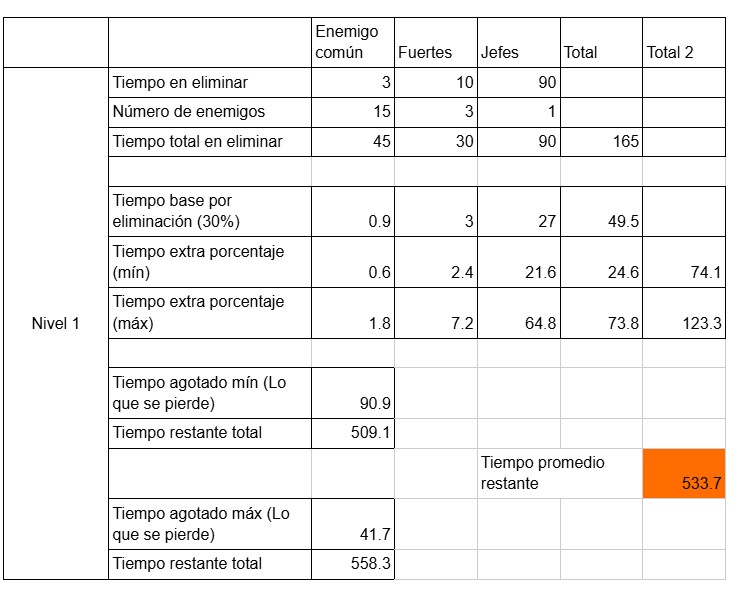 Enemigo común Fuertes Jefes Total Total 2
Nivel 1
Tiempo en eliminar 3 10 90
Número de enemigos 15 3 1
Tiempo total en eliminar 45 30 90 165
Tiempo base por
eliminación (30%) 0.9 3 27 49.5
Tiempo extra porcentaje
(mín) 0.6 2.4 21.6 24.6 74.1
Tiempo extra porcentaje
(máx) 1.8 7.2 64.8 73.8 123.3
Tiempo agotado mín (Lo
que se pierde) 90.9
Tiempo restante total 509.1
Tiempo promedio
restante 533.7
Tiempo agotado máx (Lo
que se pierde) 41.7
Tiempo restante total 558.3